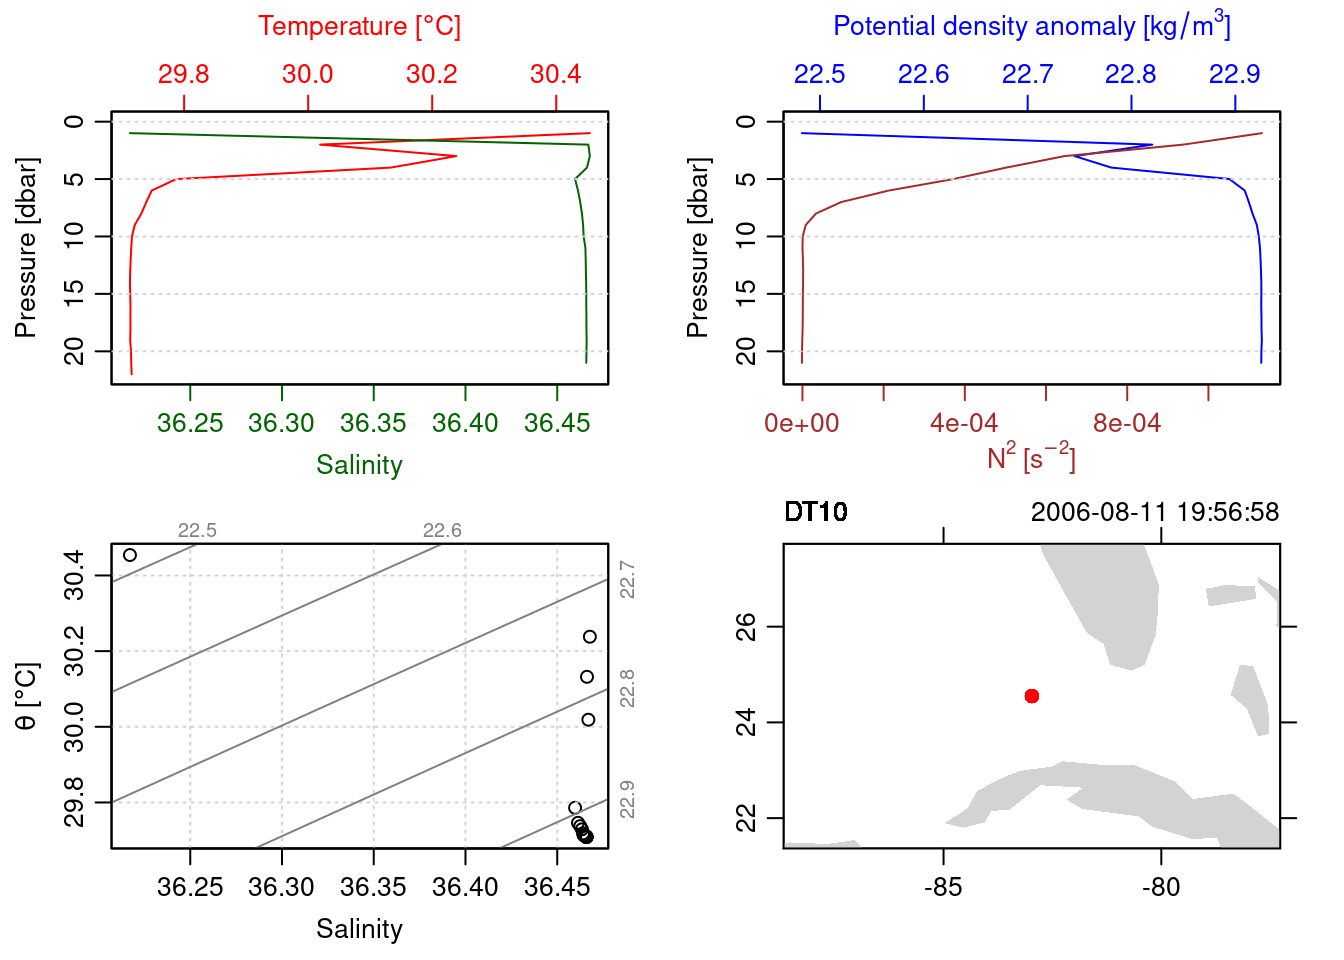 Temperature [°C]
29.8 30.0 30.2 30.4
Pressure [dbar]
0 5 10 15 20
36.25 36.30 36.35 36.40 36.45
Salinity
Potential density anomaly [kg/m³]
22.5 22.6 22.7 22.8 22.9
Pressure [dbar]
0 5 10 15 20
0e+00 4e-04 8e-04
N² [s⁻²]
22.5 22.6
22.7
22.8
22.9
θ [°C]
30.4 30.2 30.0 29.8
36.25 36.30 36.35 36.40 36.45
Salinity
DT10 2006-08-11 19:56:58
26 24 22
-85 -80